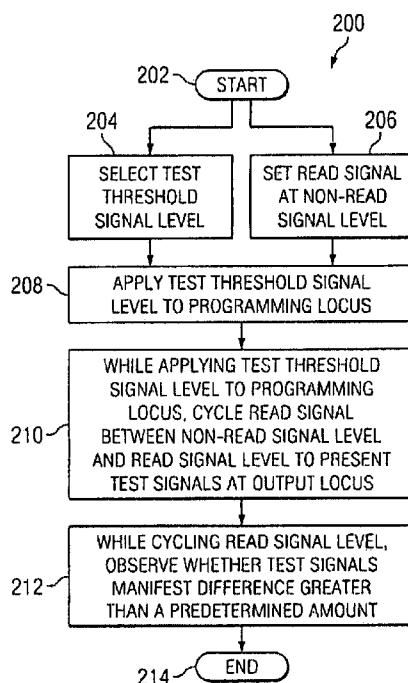 200
202
START
204
206
SELECT TEST
THRESHOLD
SIGNAL LEVEL
SET READ SIGNAL
AT NON-READ
SIGNAL LEVEL
208
APPLY TEST THRESHOLD SIGNAL
LEVEL TO PROGRAMMING LOCUS
210
WHILE APPLYING TEST THRESHOLD
SIGNAL LEVEL TO PROGRAMMING
LOCUS, CYCLE READ SIGNAL
BETWEEN NON-READ SIGNAL LEVEL
AND READ SIGNAL LEVEL TO PRESENT
TEST SIGNALS AT OUTPUT LOCUS
212
WHILE CYCLING READ SIGNAL LEVEL,
OBSERVE WHETHER TEST SIGNALS
MANIFEST DIFFERENCE GREATER
THAN A PREDETERMINED AMOUNT
214
END